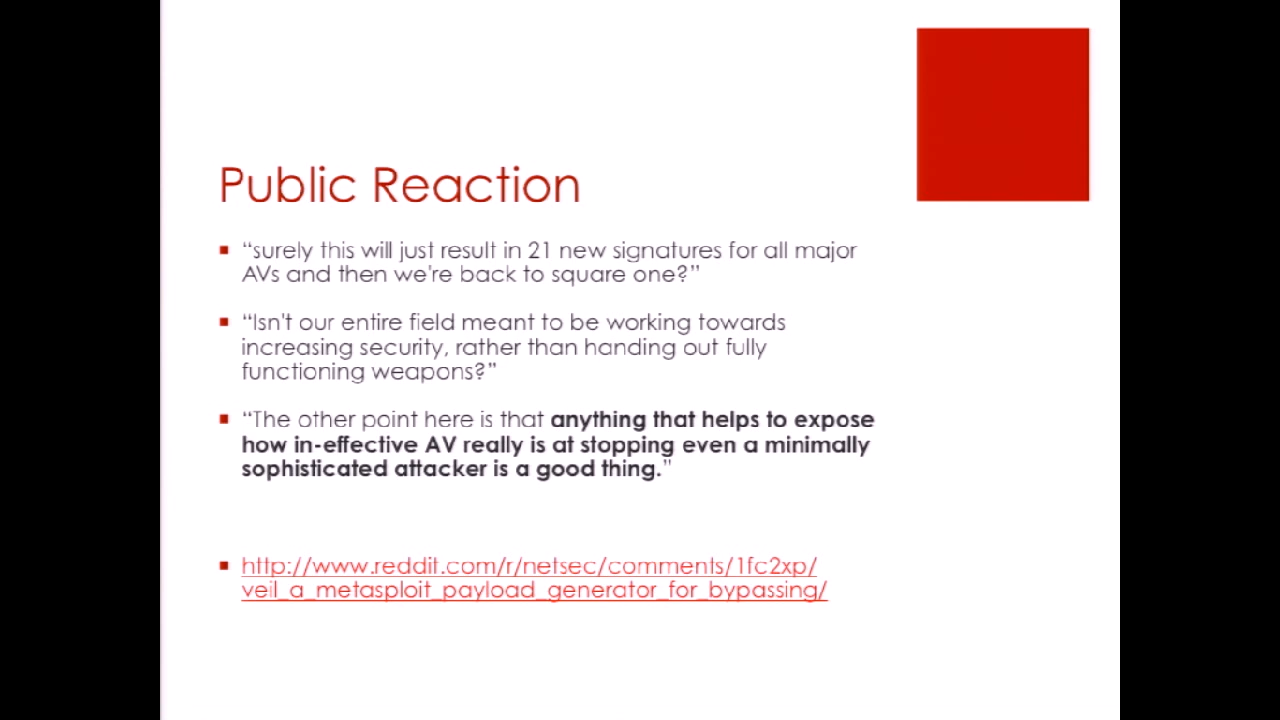 Public Reaction
“surely this will just result in 21 new signatures for all major
AVs and then we're back to square one?”
“Isn't our entire field meant to be working towards
increasing security, rather than handing out fully
functioning weapons?”
“The other point here is that anything that helps to expose
how in-effective AV really is at stopping even a minimally
sophisticated attacker is a good thing.”
http://www.reddit.com/r/netsec/comments/1fc2xp/
veil_a_metasploit_payload_generator_for_bypassing/